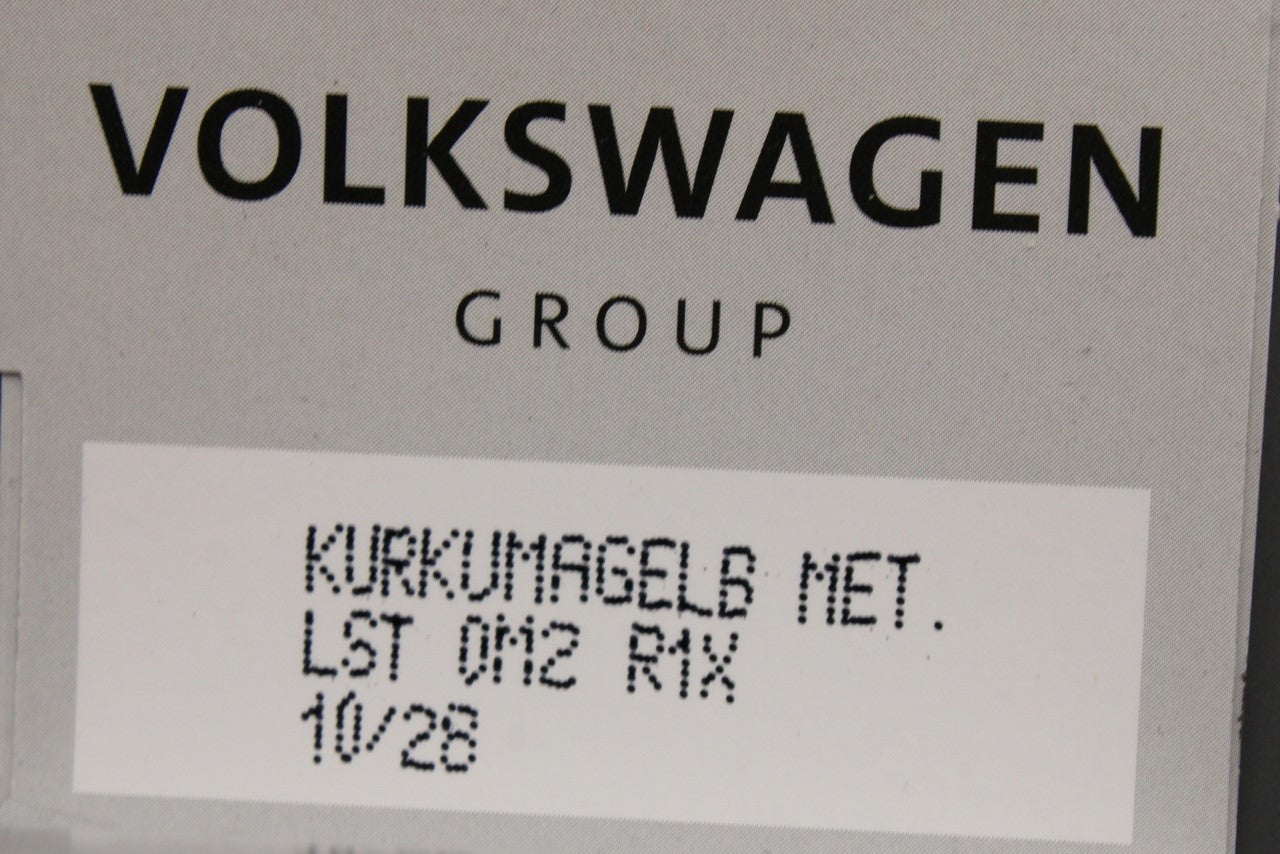 VOLKSWAGEN
GROUP
KURKUMAGELB MET.
LST 0M2 R1X
10/28